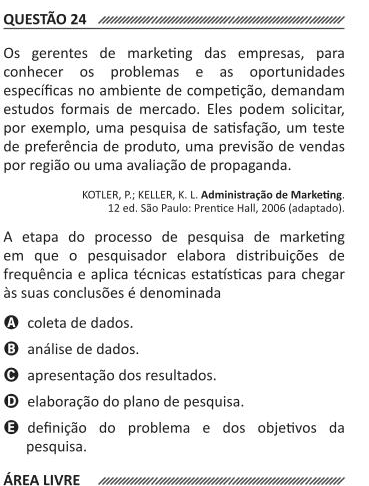 QUESTÃO 24
Os gerentes de marketing das empresas, para
conhecer os problemas e as oportunidades
específicas no ambiente de competição, demandam
estudos formais de mercado. Eles podem solicitar,
por exemplo, uma pesquisa de satisfação, um teste
de preferência de produto, uma previsão de vendas
por região ou uma avaliação de propaganda.
KOTLER, P.; KELLER, K. L. Administração de Marketing.
12 ed. São Paulo: Prentice Hall, 2006 (adaptado).
A etapa do processo de pesquisa de marketing
em que o pesquisador elabora distribuições de
frequência e aplica técnicas estatísticas para chegar
às suas conclusões é denominada
A coleta de dados.
B análise de dados.
C apresentação dos resultados.
D elaboração do plano de pesquisa.
E definição do problema e dos objetivos da
pesquisa.
ÁREA LIVRE